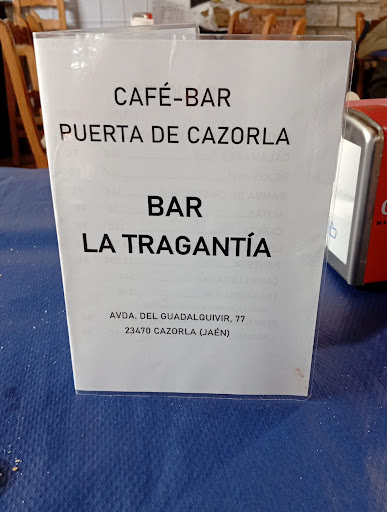 CAFÉ-BAR
PUERTA DE CAZORLA
BAR
LA TRAGANTÍA
AVDA. DEL GUADALQUIVIR, 77
23470 CAZORLA (JAÉN)